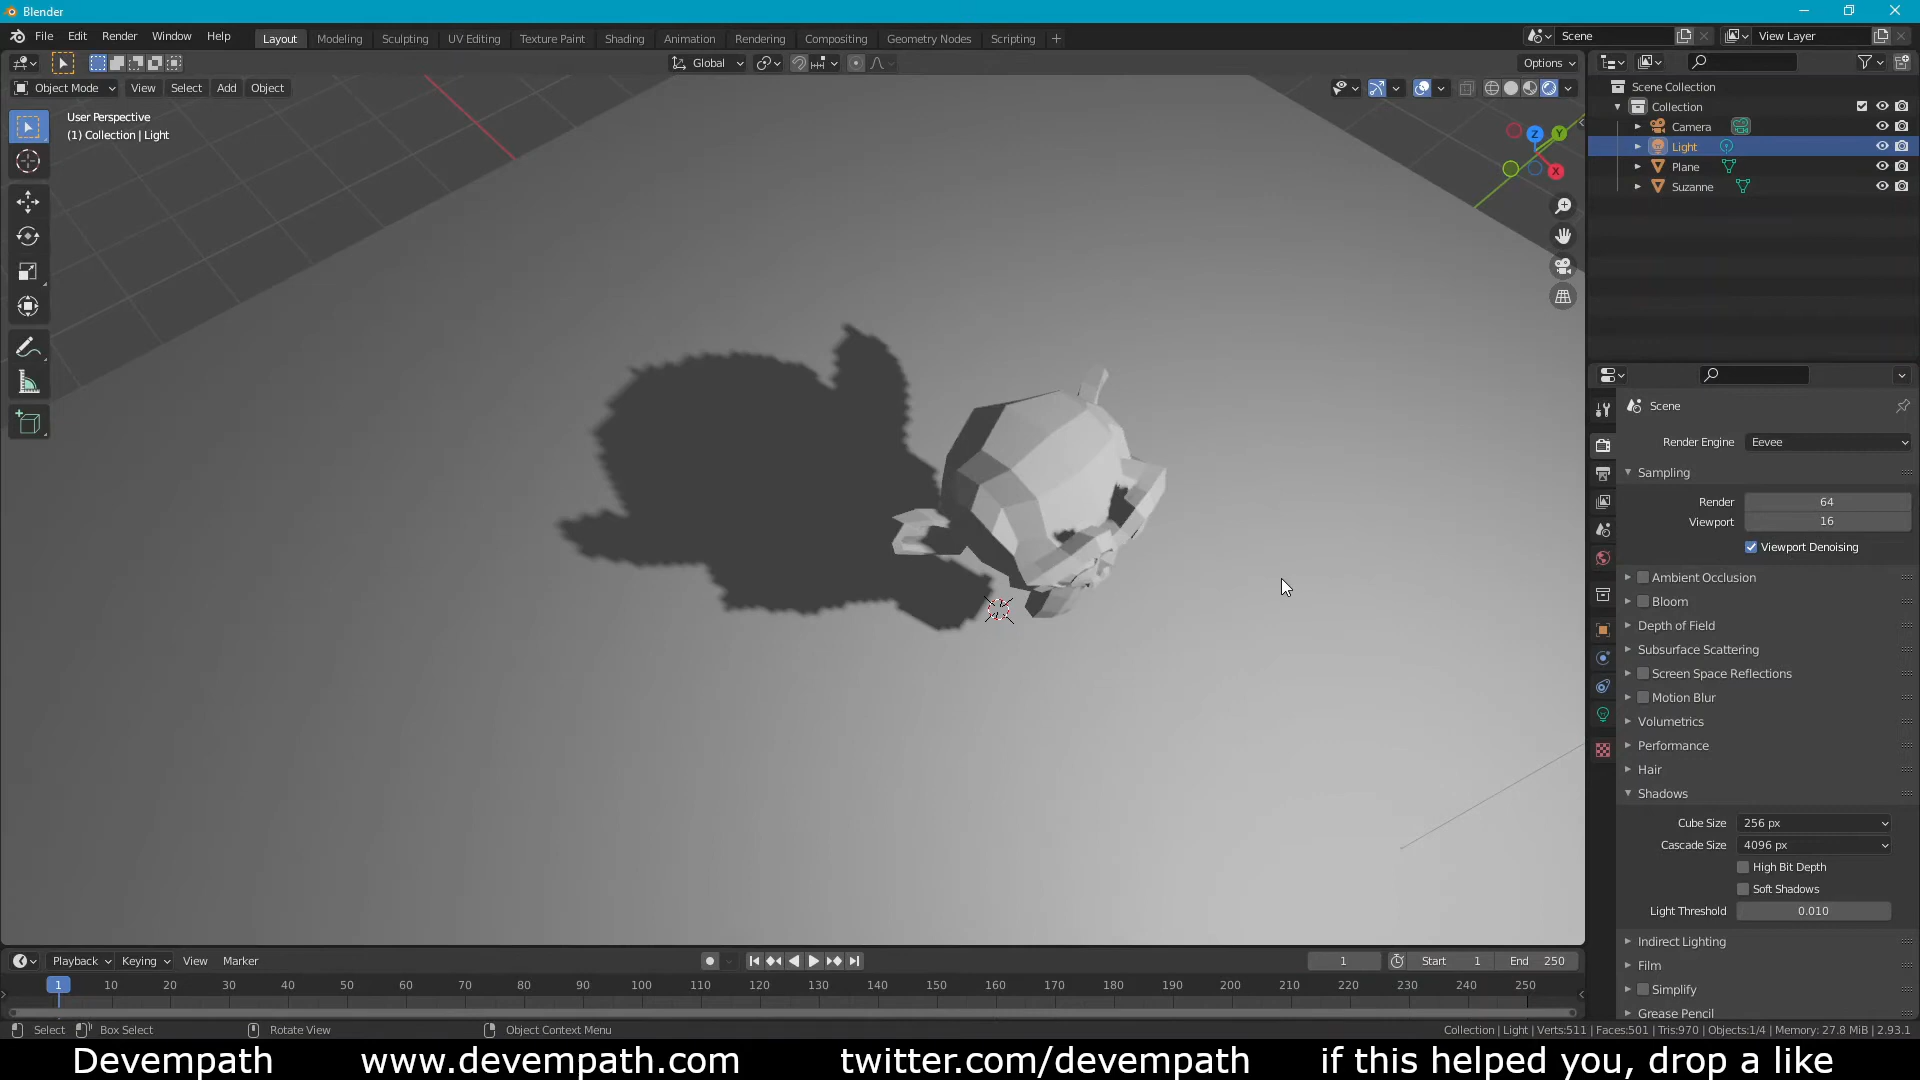 Blender
File Edit Render Window Help Layout Modeling Sculpting UV Editing Texture Paint Shading Animation Rendering Compositing Geometry Nodes Scripting + Scene View Layer
Global Options
Object Mode View Select Add Object
User Perspective
(1) Collection | Light
Z Y
X
Scene Collection
Collection
Camera
Light
Plane
Suzanne
Scene
Render Engine Eevee
Sampling
Render 64
Viewport 16
Viewport Denoising
Ambient Occlusion
Bloom
Depth of Field
Subsurface Scattering
Screen Space Reflections
Motion Blur
Volumetrics
Performance
Hair
Shadows
Cube Size 256 px
Cascade Size 4096 px
High Bit Depth
Soft Shadows
Light Threshold 0.010
Indirect Lighting
Film
Simplify
Grease Pencil
Playback Keying View Marker 1 Start 1 End 250
1 10 20 30 40 50 60 70 80 90 100 110 120 130 140 150 160 170 180 190 200 210 220 230 240 250
Select Box Select Rotate View Object Context Menu Collection | Light | Verts:511 | Faces:501 | Tris:970 | Objects:1/4 | Memory: 27.8 MiB | 2.93.1
Devempath www.devempath.com twitter.com/devempath if this helped you, drop a like